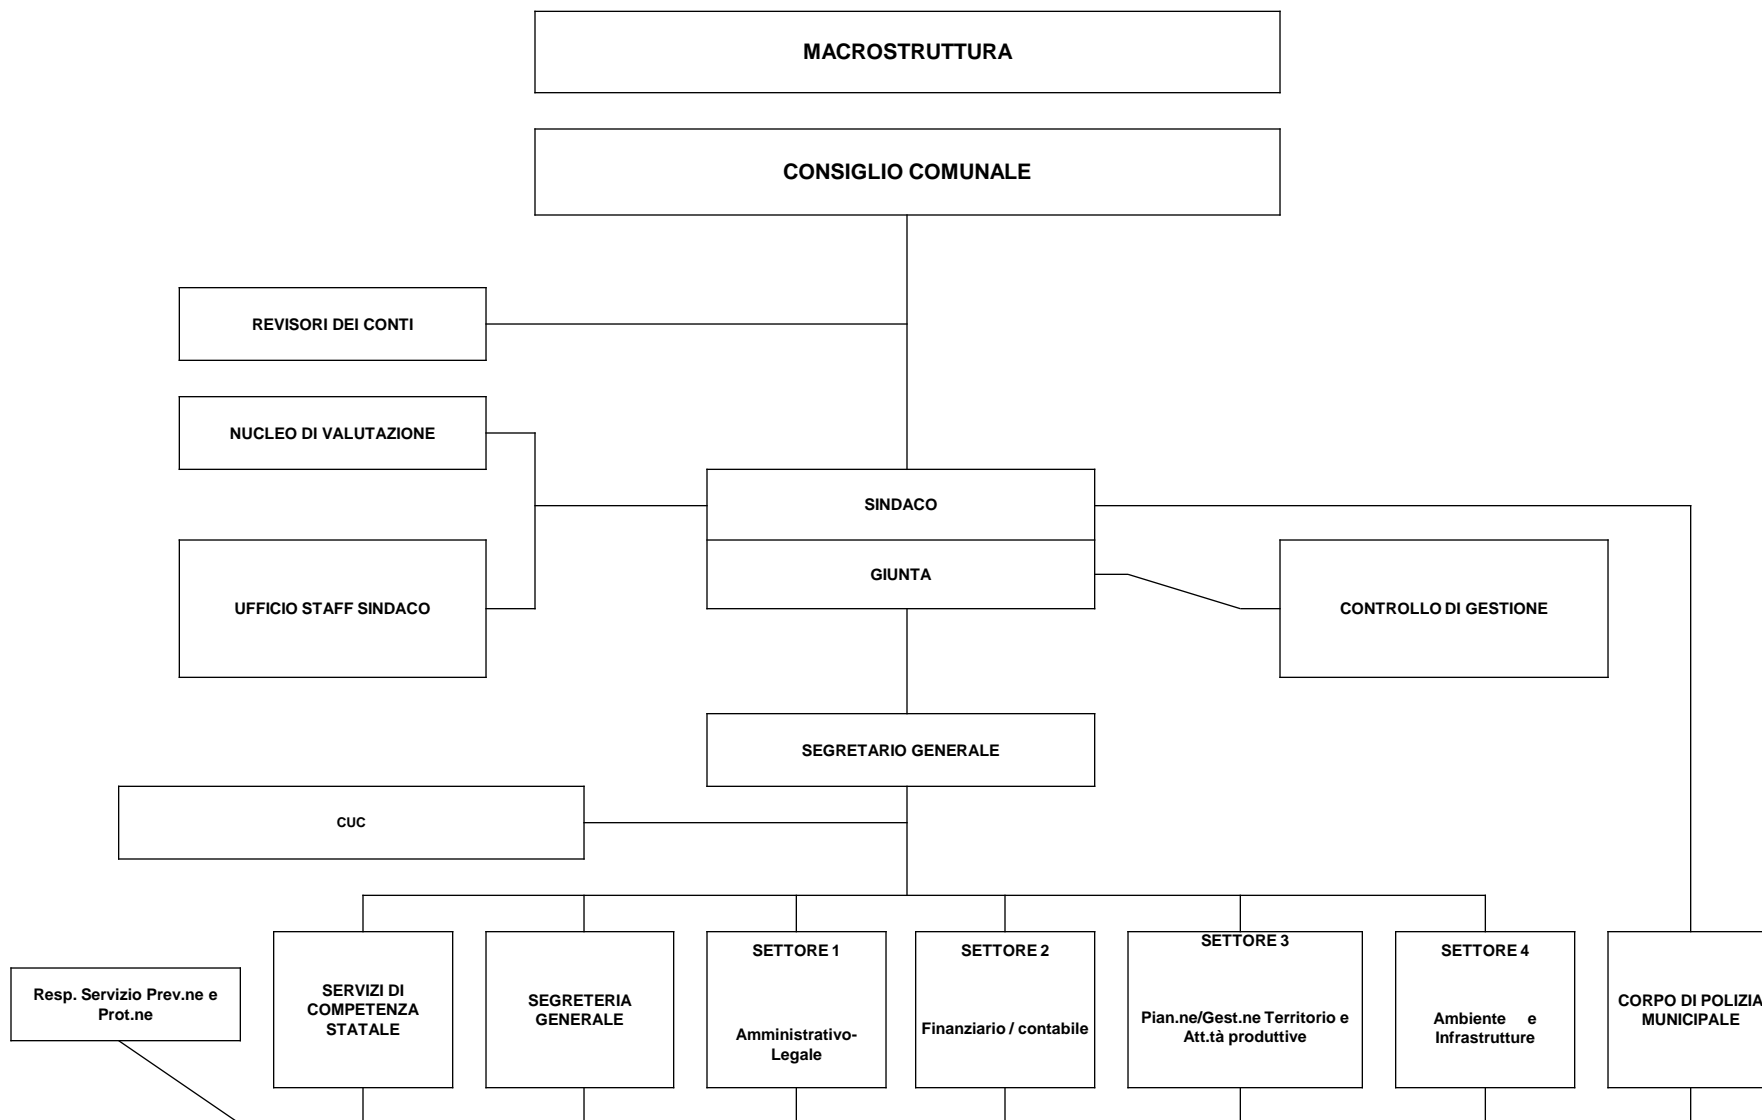 MACROSTRUTTURA
CONSIGLIO COMUNALE
REVISORI DEI CONTI
NUCLEO DI VALUTAZIONE
SINDACO
GIUNTA
UFFICIO STAFF SINDACO
CONTROLLO DI GESTIONE
SEGRETARIO GENERALE
CUC
Resp. Servizio Prev.ne e
Prot.ne
SERVIZI DI
COMPETENZA
STATALE
SEGRETERIA
GENERALE
SETTORE 1
Amministrativo-
Legale
SETTORE 2
Finanziario / contabile
SETTORE 3
Pian.ne/Gest.ne Territorio e
Att.tà produttive
SETTORE 4
Ambiente e
Infrastrutture
CORPO DI POLIZIA
MUNICIPALE